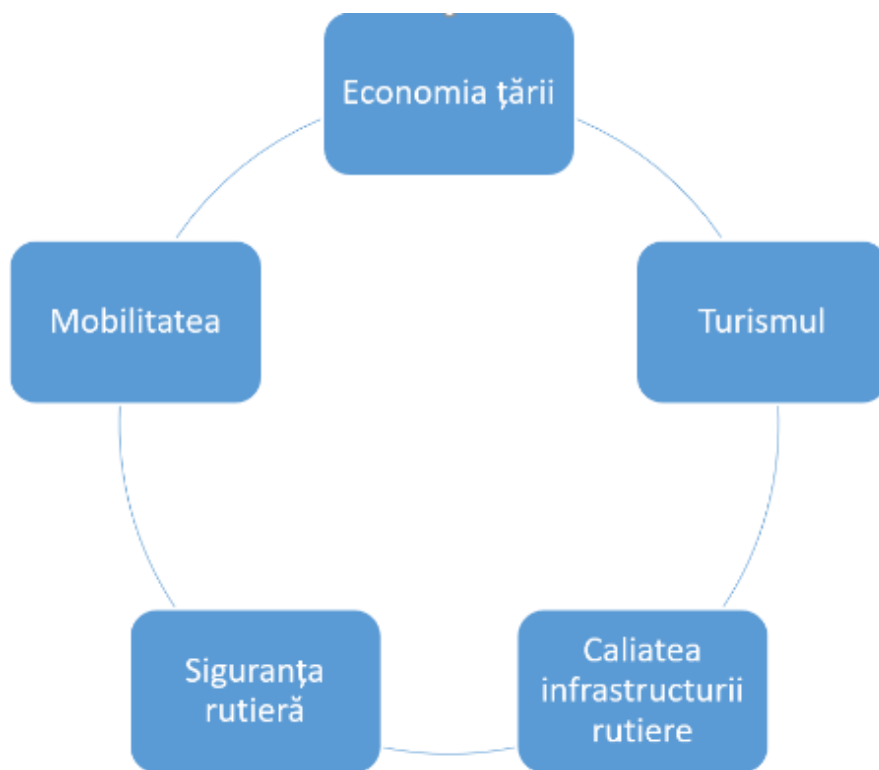 Economia țării
Mobilitatea
Turismul
Siguranța
rutieră
Caliatea
infrastructurii
rutiere